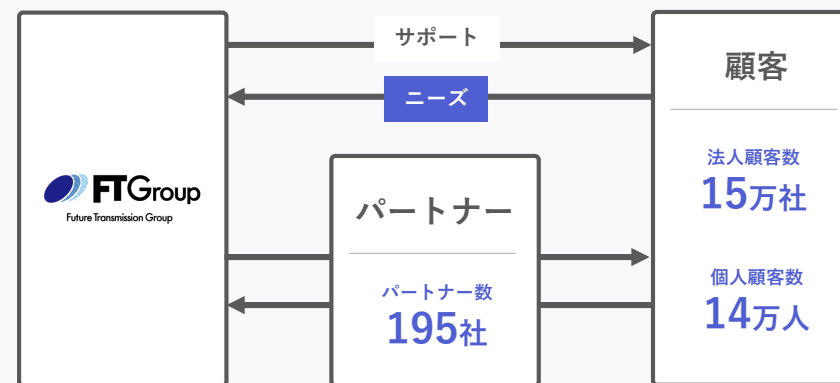 サポート
ニーズ
FTGroup
Future Transmission Group
パートナー
パートナー数
195社
顧客
法人顧客数
15万社
個人顧客数
14万人